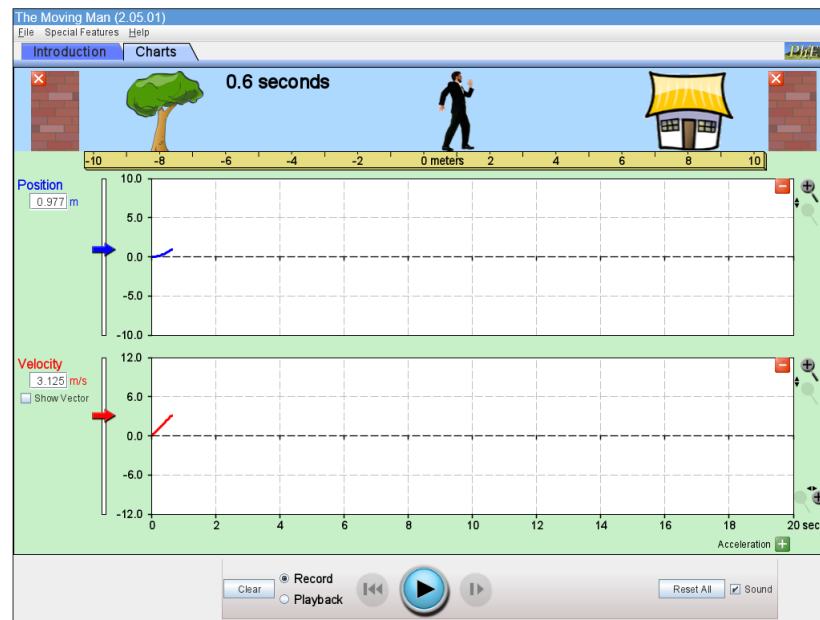 The Moving Man (2.05.01)
File Special Features Help
Introduction Charts PhET
0.6 seconds
-10 -8 -6 -4 -2 0 meters 2 4 6 8 10
Position
0.977 m
10.0
5.0
0.0
-5.0
-10.0
Velocity
3.125 m/s
Show Vector
12.0
6.0
0.0
-6.0
-12.0
0 2 4 6 8 10 12 14 16 18 20 sec
Acceleration
Clear
Record
Playback
Reset All
Sound